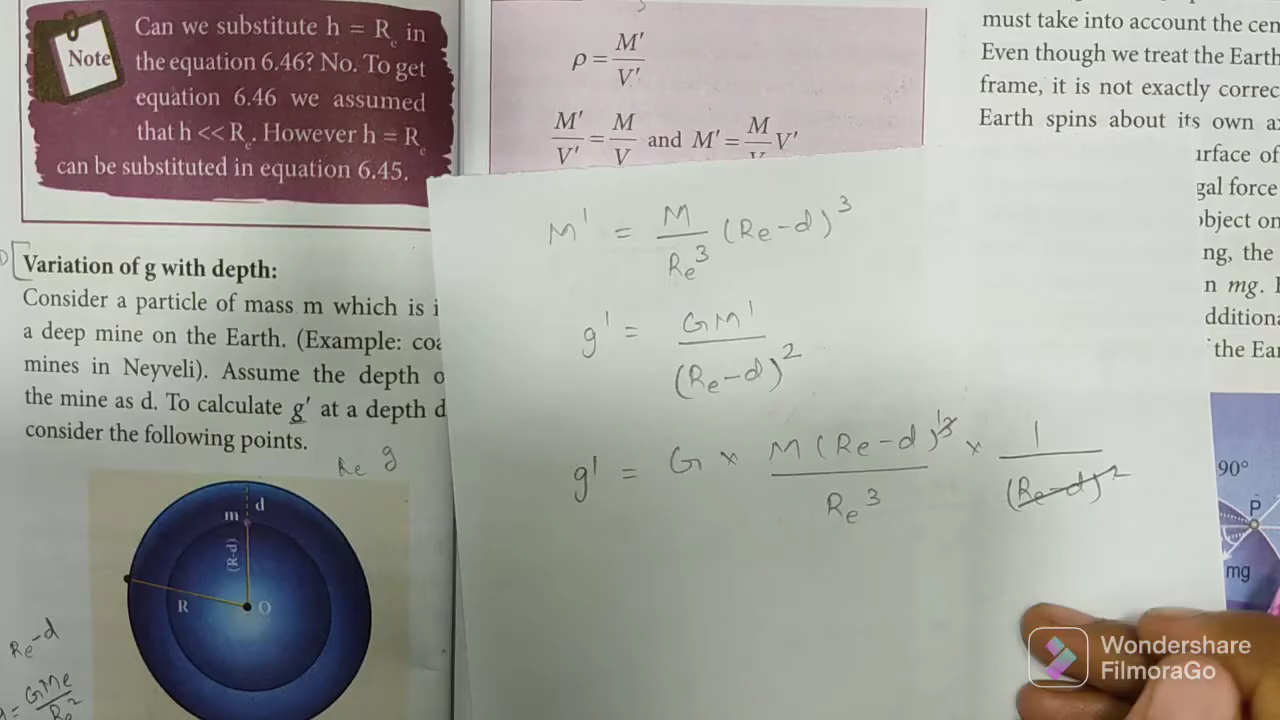 Note
Can we substitute h = Rₑ in
the equation 6.46? No. To get
equation 6.46 we assumed
that h << Rₑ. However h = Rₑ
can be substituted in equation 6.45.
Variation of g with depth:
Consider a particle of mass m which is i
a deep mine on the Earth. (Example: coa
mines in Neyveli). Assume the depth o
the mine as d. To calculate g′ at a depth d
consider the following points.
Re g
d
m
(R-d)
R
O
Re-d
= GMe / Re²
ρ = M′ / V′
M′/V′ = M/V and M′ = M/V V′
M' = M / Re³ (Re-d)³
g' = GM' / (Re-d)²
g' = G × M (Re-d)¹3 / Re³ × 1 / (Re-d)²
must take into account the cen
Even though we treat the Earth
frame, it is not exactly correc
Earth spins about its own a
urface of
gal force
object on
ng, the
n mg.
dditiona
the Ear
90°
P
mg
Wondershare
FilmoraGo